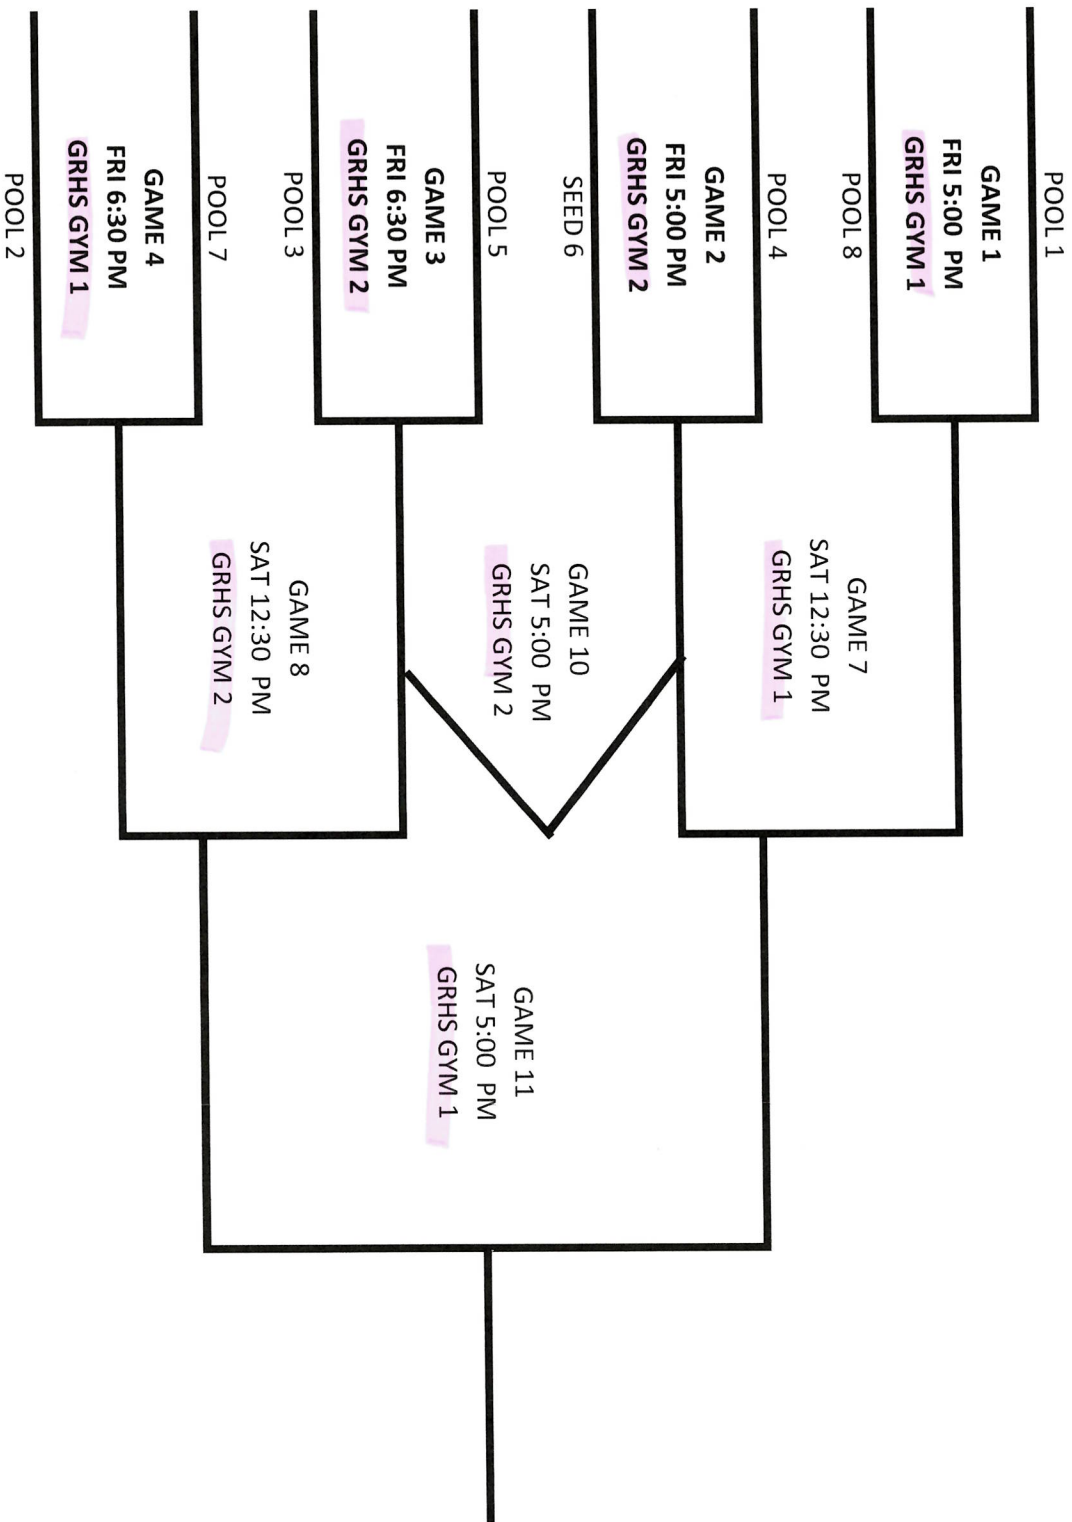 POOL 1
GAME 1
FRI 5:00 PM
GRHS GYM 1
POOL 8
POOL 4
GAME 2
FRI 5:00 PM
GRHS GYM 2
SEED 6
POOL 5
GAME 3
FRI 6:30 PM
GRHS GYM 2
POOL 3
POOL 7
GAME 4
FRI 6:30 PM
GRHS GYM 1
POOL 2
GAME 7
SAT 12:30 PM
GRHS GYM 1
GAME 10
SAT 5:00 PM
GRHS GYM 2
GAME 8
SAT 12:30 PM
GRHS GYM 2
GAME 11
SAT 5:00 PM
GRHS GYM 1